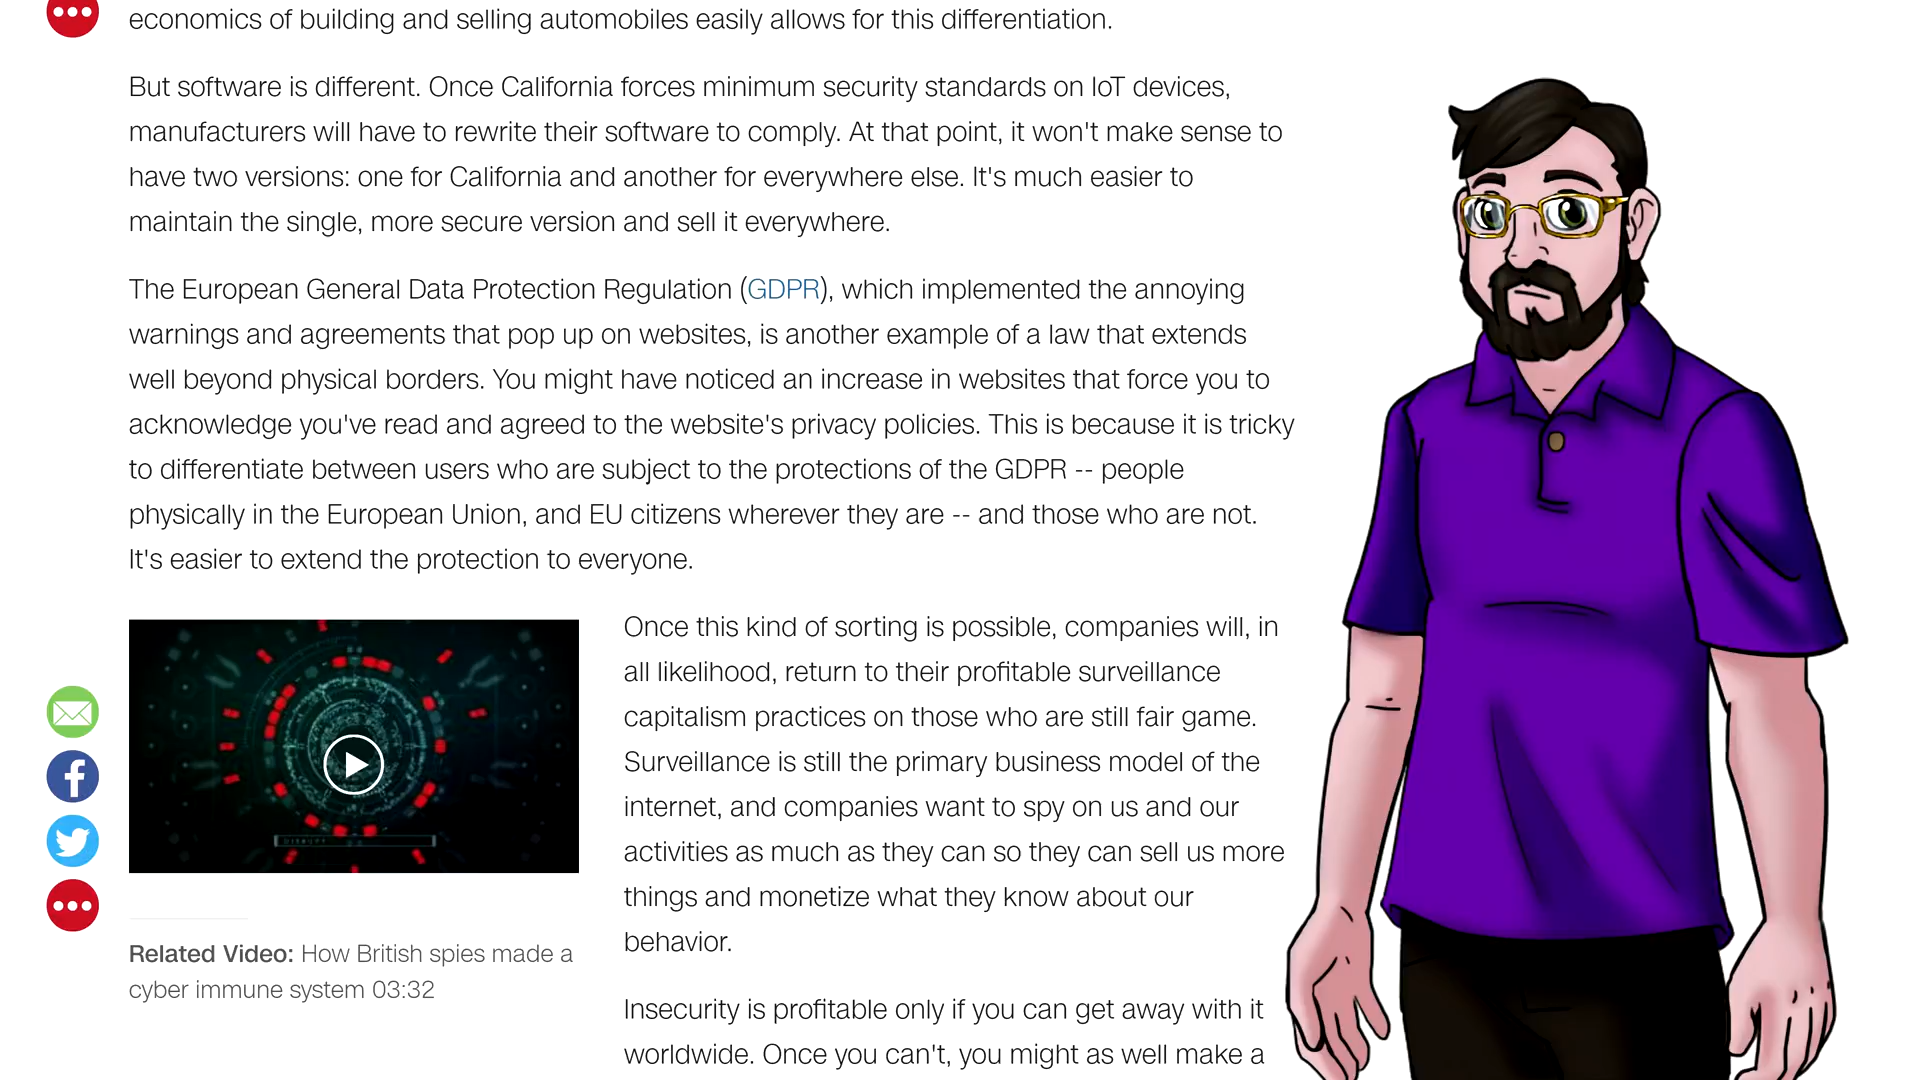 economics of building and selling automobiles easily allows for this differentiation.
But software is different. Once California forces minimum security standards on IoT devices,
manufacturers will have to rewrite their software to comply. At that point, it won't make sense to
have two versions: one for California and another for everywhere else. It's much easier to
maintain the single, more secure version and sell it everywhere.
The European General Data Protection Regulation (GDPR), which implemented the annoying
warnings and agreements that pop up on websites, is another example of a law that extends
well beyond physical borders. You might have noticed an increase in websites that force you to
acknowledge you've read and agreed to the website's privacy policies. This is because it is tricky
to differentiate between users who are subject to the protections of the GDPR -- people
physically in the European Union, and EU citizens wherever they are -- and those who are not.
It's easier to extend the protection to everyone.
Once this kind of sorting is possible, companies will, in
all likelihood, return to their profitable surveillance
capitalism practices on those who are still fair game.
Surveillance is still the primary business model of the
internet, and companies want to spy on us and our
activities as much as they can so they can sell us more
things and monetize what they know about our
behavior.
Related Video: How British spies made a
cyber immune system 03:32
Insecurity is profitable only if you can get away with it
worldwide. Once you can't, you might as well make a